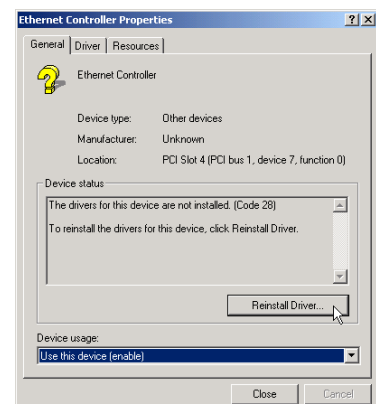 Ethernet Controller Properties
General Driver Resources
Ethernet Controller
Device type: Other devices
Manufacturer: Unknown
Location: PCI Slot 4 (PCI bus 1, device 7, function 0)
Device status
The drivers for this device are not installed. (Code 28)
To reinstall the drivers for this device, click Reinstall Driver.
Reinstall Driver...
Device usage:
Use this device (enable)
Close Cancel